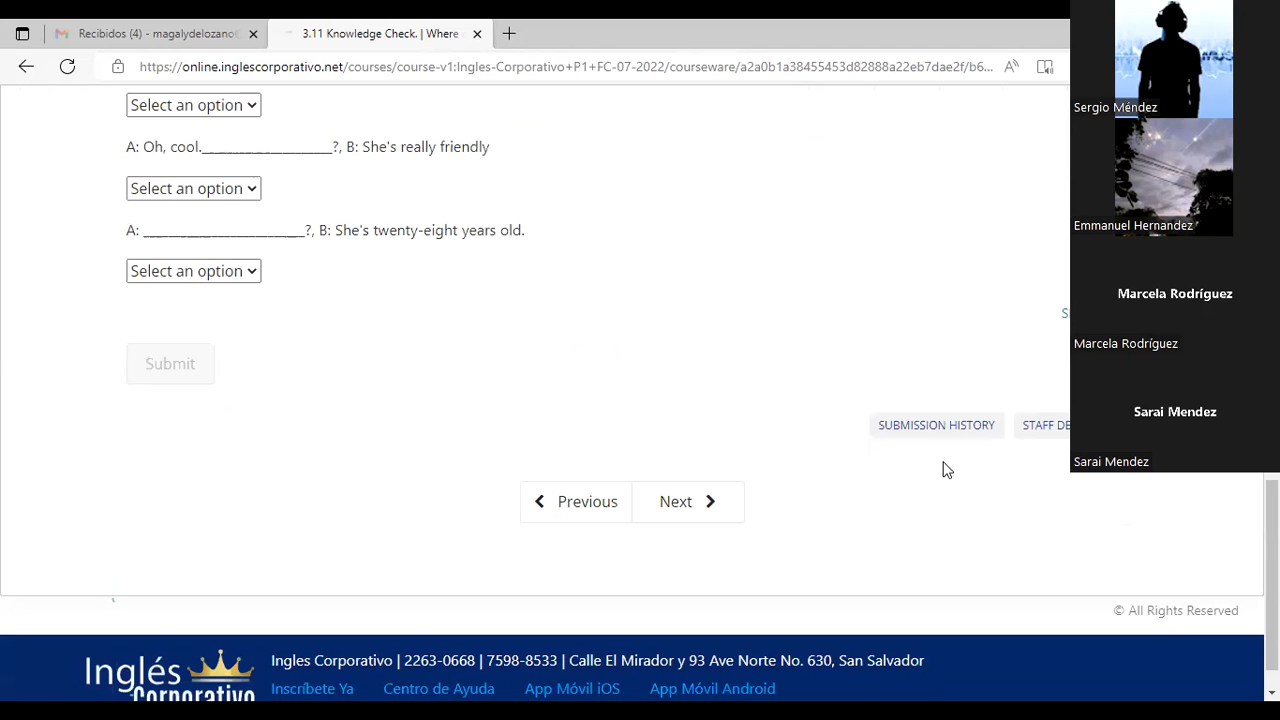 Recibidos (4) - magalydelozano@
3.11 Knowledge Check. | Where
https://online.inglescorporativo.net/courses/course-v1:Ingles-Corporativo+P1+FC-07-2022/courseware/a2a0b1a38455453d82888a22eb7dae2f/b6...
Select an option
A: Oh, cool.____________________?, B: She's really friendly
Select an option
A: _________________________?, B: She's twenty-eight years old.
Select an option
Submit
SUBMISSION HISTORY
STAFF DE
Previous
Next
© All Rights Reserved
Inglés
Corporativo
Ingles Corporativo | 2263-0668 | 7598-8533 | Calle El Mirador y 93 Ave Norte No. 630, San Salvador
Inscríbete Ya
Centro de Ayuda
App Móvil iOS
App Móvil Android
Sergio Méndez
Emmanuel Hernandez
Marcela Rodríguez
Marcela Rodríguez
Sarai Mendez
Sarai Mendez